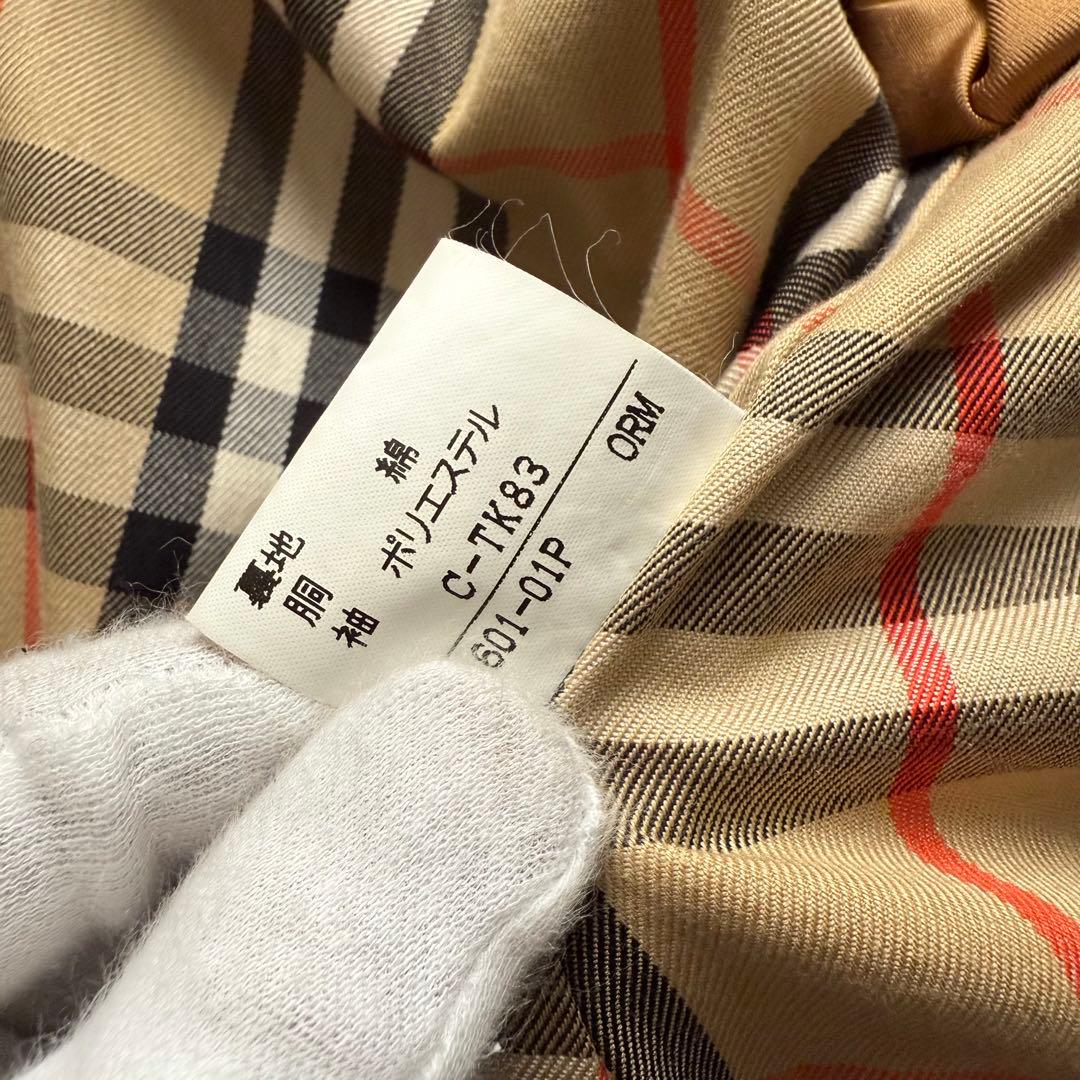 裏地
胴 綿
袖 ポリエステル
C-TK83
601-01P ORM